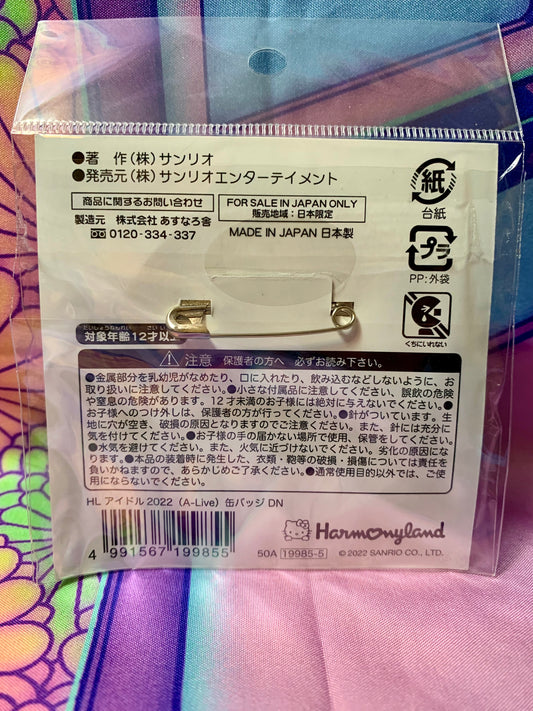 ●著 作(株)サンリオ
●発売元(株)サンリオエンターテイメント
商品に関するお問い合わせ
製造元 株式会社 あすなろ舎
0120-334-337
FOR SALE IN JAPAN ONLY
販売地域:日本限定
MADE IN JAPAN 日本製
紙
台紙
プラ
PP:外袋
くちにいれない
たいしょうねんれい さい
対象年齢12才以
注意 保護者の方へ 必ずお読み下さい。
●金属部分を乳幼児がなめたり、口に入れたり、飲み込むなどしないように、お
取り扱いに注意してください。●小さな付属品に注意してください、誤飲の危険
や窒息の危険があります。12才未満のお子様には絶対に与えないでください。●
お子様へのつけ外しは、保護者の方が行ってください。●針がついています。生
地に穴が空き、破損の原因となりますのでご注意ください。また、針には充分に
気を付けてください。●お子様の手の届かない場所で使用、保管をしてください。
●水気を避けてください。また、火気に近づけないでください。劣化の原因にな
ります。●本品の装着時に発生した、衣類・鞄等の破損・損傷については責任を
負いかねますので、あらかじめご了承ください。●通常使用目的以外では、ご使
用にならないでください。
HL アイドル2022(A-Live)缶バッジ DN
4 991567 199855
50A 19985-5
Harmonyland
©2022 SANRIO CO., LTD.